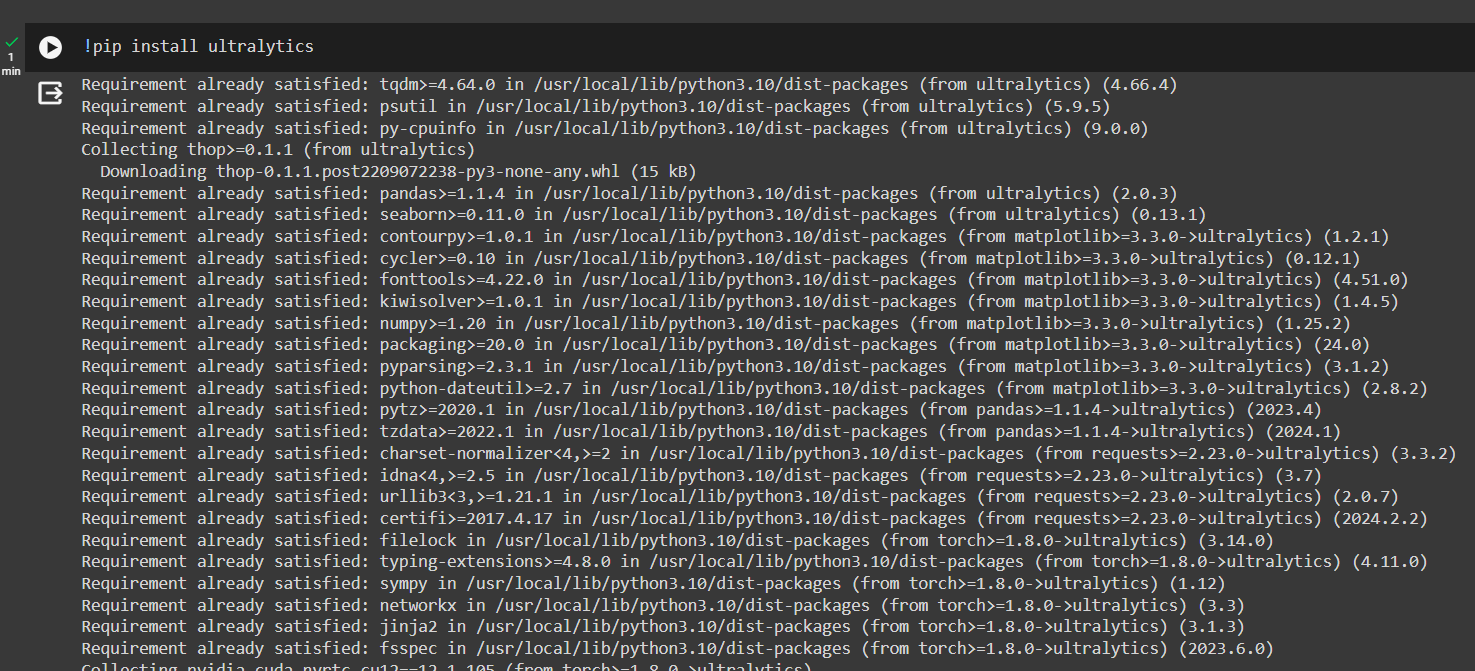 !pip install ultralytics
1
min
Requirement already satisfied: tqdm>=4.64.0 in /usr/local/lib/python3.10/dist-packages (from ultralytics) (4.66.4)
Requirement already satisfied: psutil in /usr/local/lib/python3.10/dist-packages (from ultralytics) (5.9.5)
Requirement already satisfied: py-cpuinfo in /usr/local/lib/python3.10/dist-packages (from ultralytics) (9.0.0)
Collecting thop>=0.1.1 (from ultralytics)
  Downloading thop-0.1.1.post2209072238-py3-none-any.whl (15 kB)
Requirement already satisfied: pandas>=1.1.4 in /usr/local/lib/python3.10/dist-packages (from ultralytics) (2.0.3)
Requirement already satisfied: seaborn>=0.11.0 in /usr/local/lib/python3.10/dist-packages (from ultralytics) (0.13.1)
Requirement already satisfied: contourpy>=1.0.1 in /usr/local/lib/python3.10/dist-packages (from matplotlib>=3.3.0->ultralytics) (1.2.1)
Requirement already satisfied: cycler>=0.10 in /usr/local/lib/python3.10/dist-packages (from matplotlib>=3.3.0->ultralytics) (0.12.1)
Requirement already satisfied: fonttools>=4.22.0 in /usr/local/lib/python3.10/dist-packages (from matplotlib>=3.3.0->ultralytics) (4.51.0)
Requirement already satisfied: kiwisolver>=1.0.1 in /usr/local/lib/python3.10/dist-packages (from matplotlib>=3.3.0->ultralytics) (1.4.5)
Requirement already satisfied: numpy>=1.20 in /usr/local/lib/python3.10/dist-packages (from matplotlib>=3.3.0->ultralytics) (1.25.2)
Requirement already satisfied: packaging>=20.0 in /usr/local/lib/python3.10/dist-packages (from matplotlib>=3.3.0->ultralytics) (24.0)
Requirement already satisfied: pyparsing>=2.3.1 in /usr/local/lib/python3.10/dist-packages (from matplotlib>=3.3.0->ultralytics) (3.1.2)
Requirement already satisfied: python-dateutil>=2.7 in /usr/local/lib/python3.10/dist-packages (from matplotlib>=3.3.0->ultralytics) (2.8.2)
Requirement already satisfied: pytz>=2020.1 in /usr/local/lib/python3.10/dist-packages (from pandas>=1.1.4->ultralytics) (2023.4)
Requirement already satisfied: tzdata>=2022.1 in /usr/local/lib/python3.10/dist-packages (from pandas>=1.1.4->ultralytics) (2024.1)
Requirement already satisfied: charset-normalizer<4,>=2 in /usr/local/lib/python3.10/dist-packages (from requests>=2.23.0->ultralytics) (3.3.2)
Requirement already satisfied: idna<4,>=2.5 in /usr/local/lib/python3.10/dist-packages (from requests>=2.23.0->ultralytics) (3.7)
Requirement already satisfied: urllib3<3,>=1.21.1 in /usr/local/lib/python3.10/dist-packages (from requests>=2.23.0->ultralytics) (2.0.7)
Requirement already satisfied: certifi>=2017.4.17 in /usr/local/lib/python3.10/dist-packages (from requests>=2.23.0->ultralytics) (2024.2.2)
Requirement already satisfied: filelock in /usr/local/lib/python3.10/dist-packages (from torch>=1.8.0->ultralytics) (3.14.0)
Requirement already satisfied: typing-extensions>=4.8.0 in /usr/local/lib/python3.10/dist-packages (from torch>=1.8.0->ultralytics) (4.11.0)
Requirement already satisfied: sympy in /usr/local/lib/python3.10/dist-packages (from torch>=1.8.0->ultralytics) (1.12)
Requirement already satisfied: networkx in /usr/local/lib/python3.10/dist-packages (from torch>=1.8.0->ultralytics) (3.3)
Requirement already satisfied: jinja2 in /usr/local/lib/python3.10/dist-packages (from torch>=1.8.0->ultralytics) (3.1.3)
Requirement already satisfied: fsspec in /usr/local/lib/python3.10/dist-packages (from torch>=1.8.0->ultralytics) (2023.6.0)
Collecting nvidia-cuda-nvrtc-cu12==12.1.105 (from torch>=1.8.0->ultralytics)